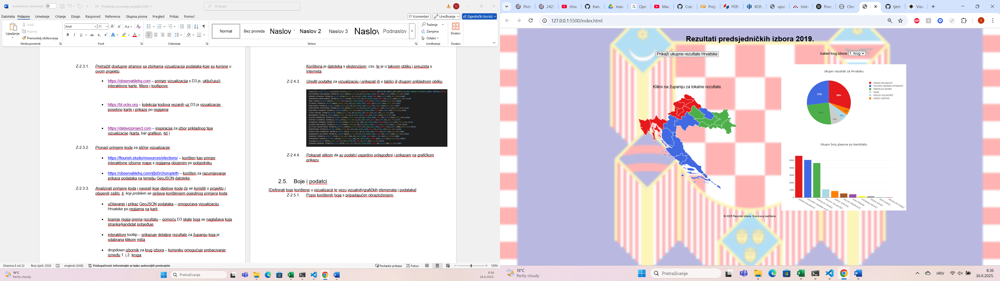 Automatsko spremanje
VP - Predlozak za predaju projekta 2023
Pretraži
TJ
Datoteka Polazno Umetanje Crtanje Dizajn Raspored Reference Skupna pisma Pregled Prikaz Pomoć
Komentari Uređivanje Zajednički koristi
Lijepljenje
Izreži
Kopiraj
Prenositelj oblikovanja
Međuspremnik
Arial 11
Font
Odlomak
Normal Bez proreda Naslov Naslov 2 Naslov 3 Naslov Podnaslov
Stilovi
Traženje
Zamjena
Odabir
Uređivanje
Dodaci
Dodaci
Z-2.3.1. Pretražiti dostupne stranice sa zbirkama vizualizacija podataka koje su korisne u
ovom projektu.
https://observablehq.com – primjer vizualizacija s D3.js, uključujući
interaktivne karte, filtere i tooltipove
https://bl.ocks.org – kolekcija kodova vezanih uz D3.js vizualizacije,
posebno karte i prikaze po regijama
https://datavizproject.com – inspiracija za izbor prikladnog tipa
vizualizacije (karta, bar grafikon, itd.)
Z-2.3.2. Pronaći primjere koda za slične vizualizacije.
https://flourish.studio/resources/elections/ – korišten kao primjer
interaktivne izborne mape s regijama obojenim po pobjedniku
https://observablehq.com/@d3/choropleth – korišten za razumijevanje
prikaza podataka na temelju GeoJSON datoteke
Z-2.3.3. Analizirati primjere koda i navesti koje dijelove koda će se koristiti u projektu i
objasniti zašto, tj. koji problem se rješava korištenjem pojedinog primjera koda.
učitavanje i prikaz GeoJSON podataka – omogućava vizualizaciju
Hrvatske po regijama na karti
bojenje regija prema rezultatu – pomoću D3 skale boja se naglašava koja
stranka/kandidat pobjeđuje
interaktivni tooltip – prikazuje detaljne rezultate za županiju koja je
odabrana klikom miša
dropdown izbornik za krug izbora – korisniku omogućuje prebacivanje
između 1. i 2. kruga.
Korištena je datoteka s ekstenzijom .csv, te je u takvom obliku i preuzeta s
Interneta.
Z-2.4.3. Urediti podatke za vizualizaciju i prikazati ih u tablici ili drugom prikladnom obliku.
Z-2.4.4. Pokazati slikom da su podatci uspješno prilagođeni i prikazani na grafičkom
prikazu.
2.5. Boje i podatci
[Definirati boje korištene u vizualizaciji te vezu vizualnih/grafičkih elemenata i podataka]
Z-2.5.1. Popis korištenih boja s pripadajućim obrazloženjem.
Stranica 8 od 22 Broj riječi: 2526 engleski (SAD) Pristupačnost: informirajte se kako zadovoljiti preduvjete
Postavke prikaza Fokus 100%
16°C
Partly cloudy
Pretraživanje
8:36
16.6.2025.
Porta 2425 How Kang mask Ope Mac Crac Proje FERI KON uput Insta Pove Chor tjerk Visu
127.0.0.1:5500/index.html
ABP
t
Rezultati predsjedničkih izbora 2019.
Prikaži ukupne rezultate Hrvatske
Izaberi krug izbora: 1. krug
Klikni na županiju za lokalne rezultate.
Ukupni rezultati za Hrvatsku
30%
27%
25%
8%
6%
5%
ZORAN MILANOVIĆ
KOLINDA GRABAR-KITAROVIĆ
MIROSLAV ŠKORO
Ostali
MISLAV KOLAKUŠIĆ
DARIO JURIČAN
Ukupni broj glasova po kandidatu
500k
400k
300k
200k
100k
0
ZORAN MILANOVIĆ
KOLINDA GRABAR-KITA
MIROSLAV ŠKORO
MISLAV KOLAKUŠIĆ
DARIO JURIČAN
DALIJA OREŠKOVIĆ
IVAN PERNAR
KATARINA PEOVIĆ
DEJAN KOVAČ
ANTO ĐAPIĆ
NEDJELJKO BABIĆ
© 2025 Rezultati izbora. Sva prava zadržana.
16°C
Partly cloudy
Pretraživanje
HRV
8:36
16.6.2025.